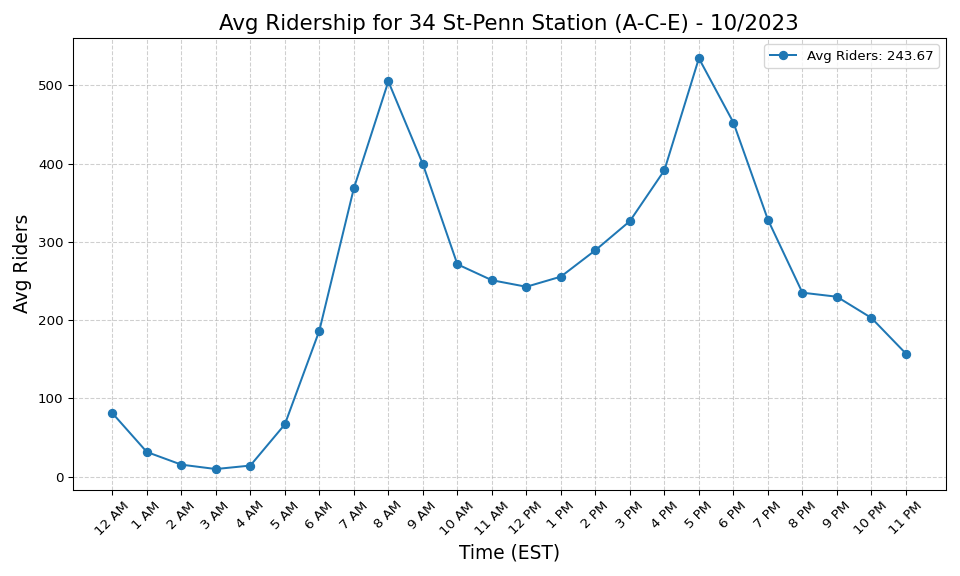 Avg Ridership for 34 St-Penn Station (A-C-E) - 10/2023
Avg Riders: 243.67
Avg Riders
500
400
300
200
100
0
12 AM
1 AM
2 AM
3 AM
4 AM
5 AM
6 AM
7 AM
8 AM
9 AM
10 AM
11 AM
12 PM
1 PM
2 PM
3 PM
4 PM
5 PM
6 PM
7 PM
8 PM
9 PM
10 PM
11 PM
Time (EST)